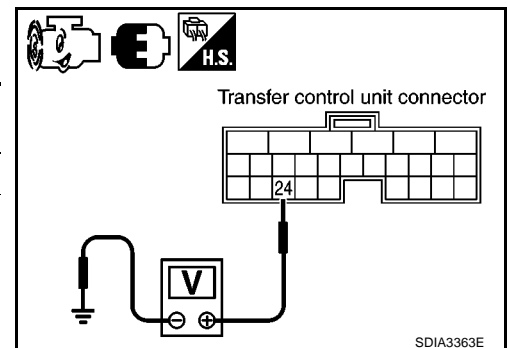 H.S.
Transfer control unit connector
24
V
SDIA3363E